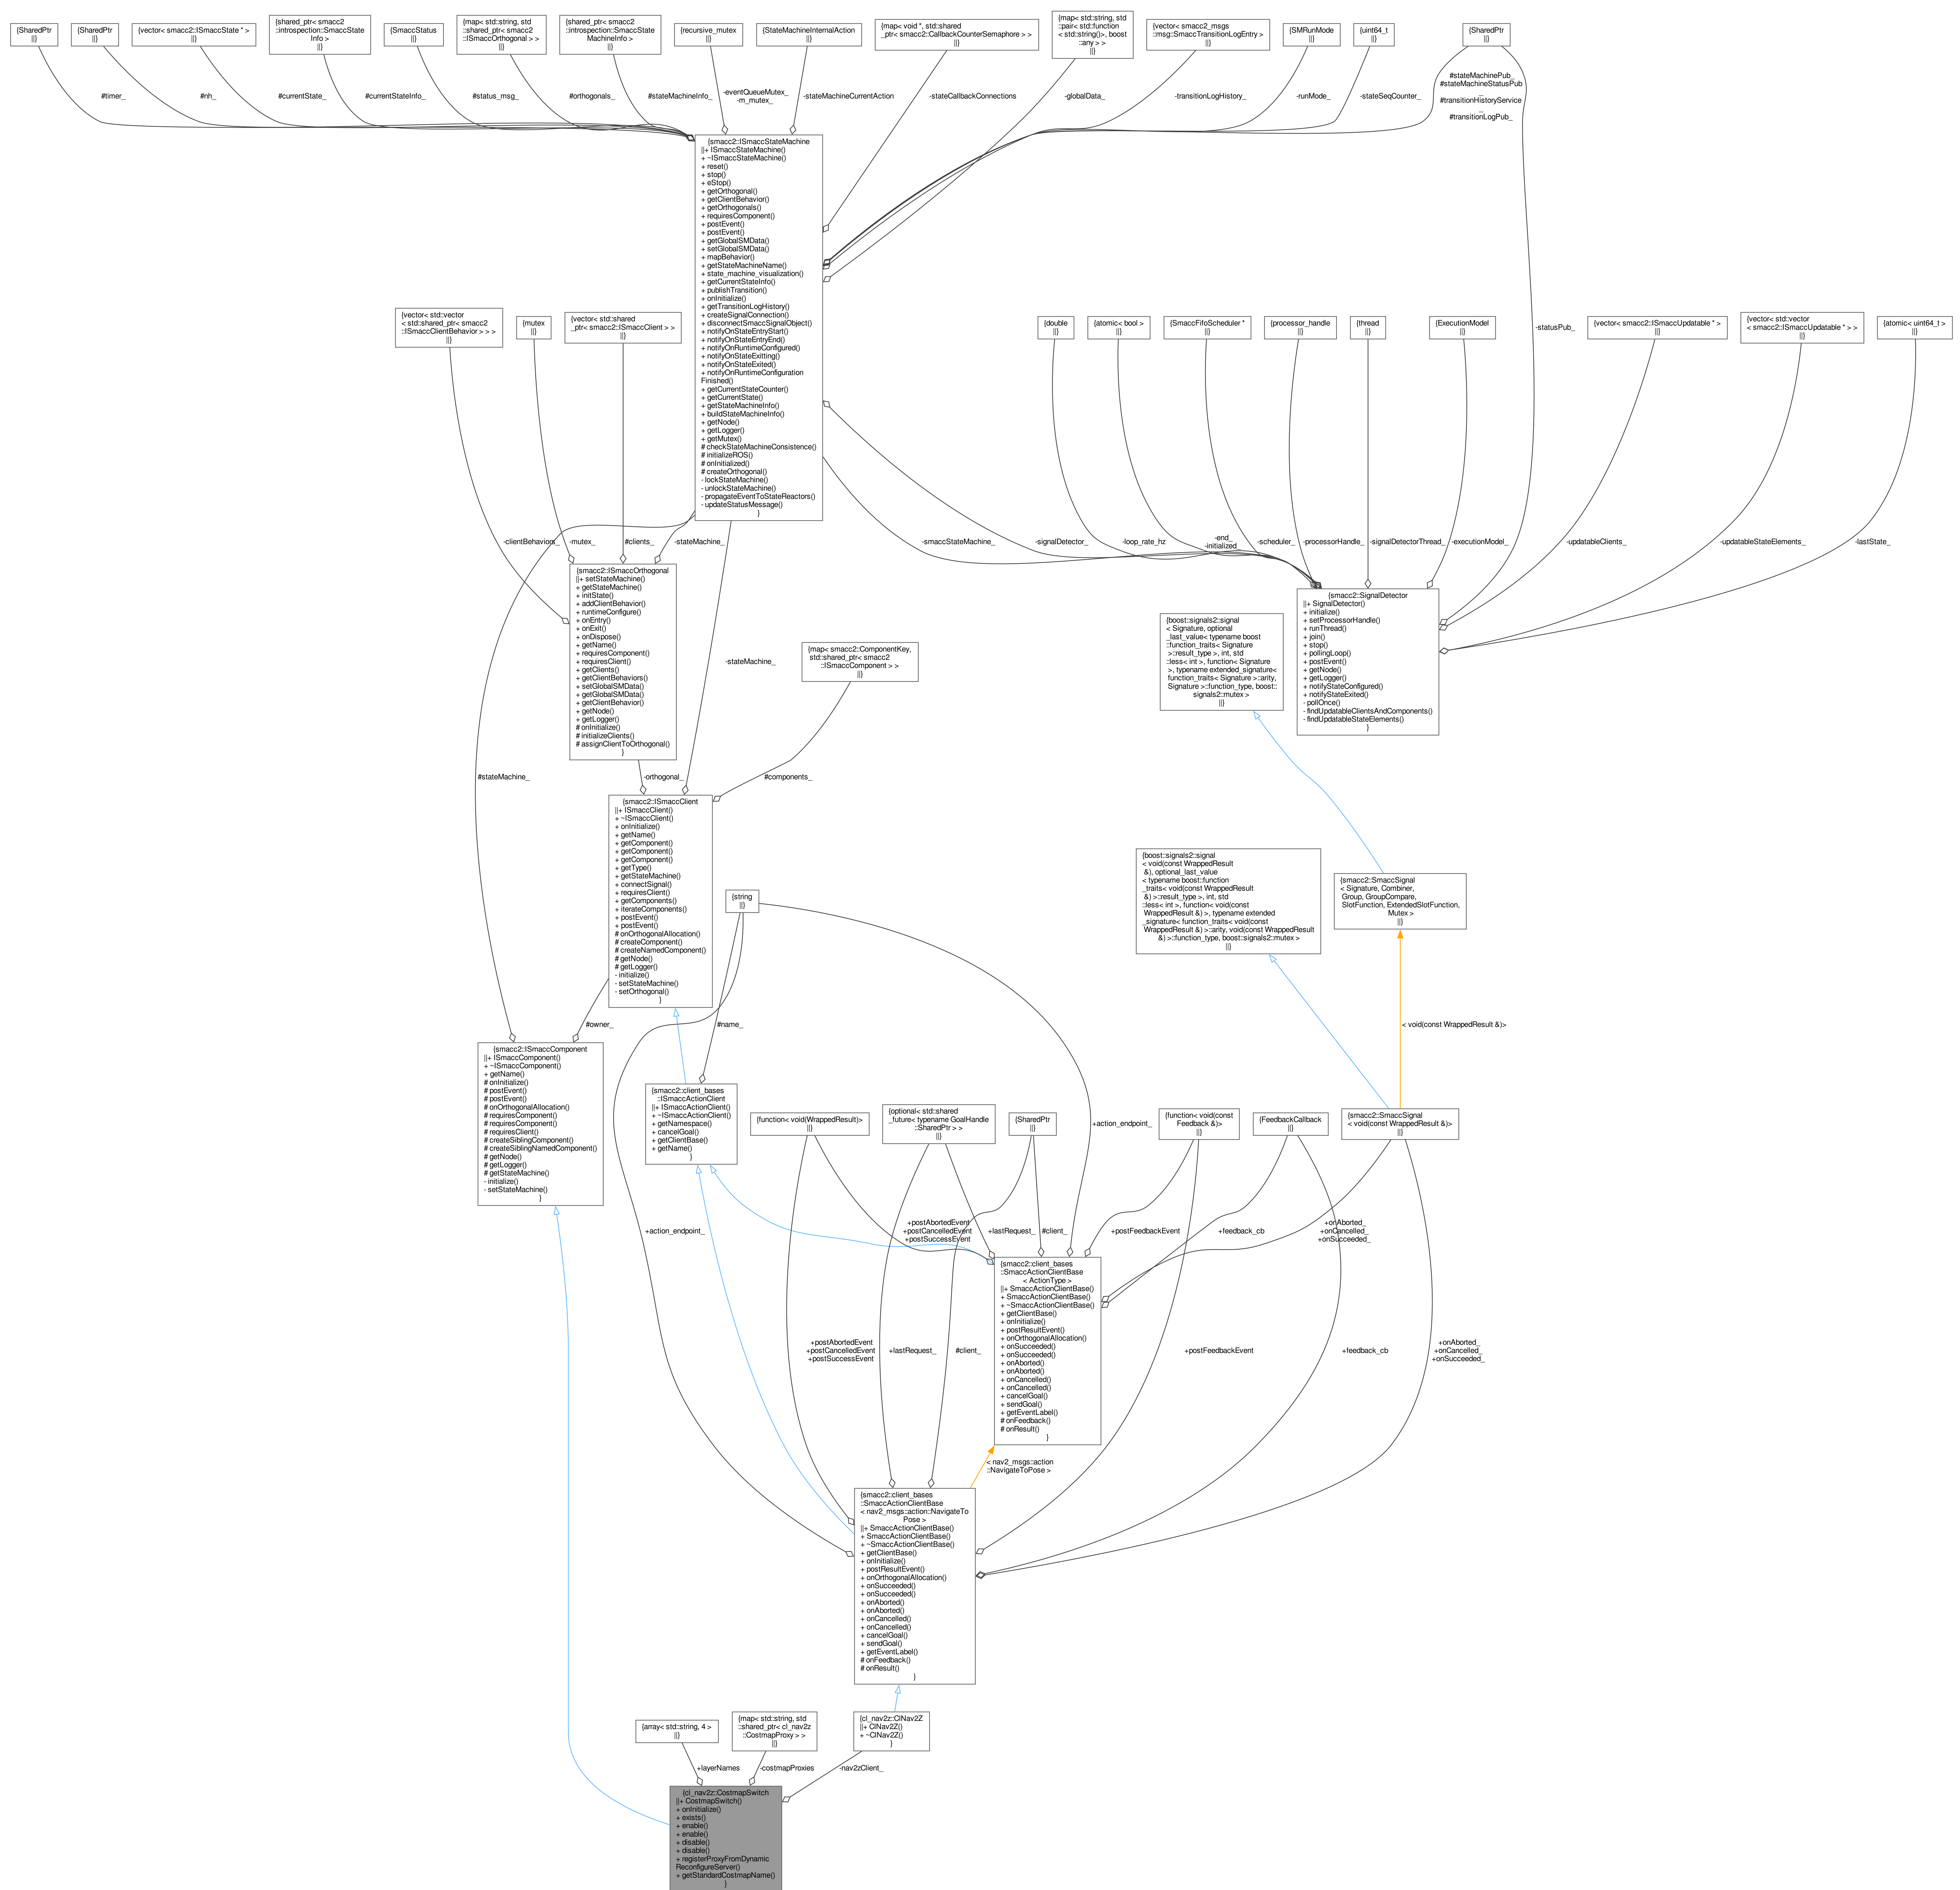 {SharedPtr
||}
{SharedPtr
||}
{vector< smacc2::ISmaccState * >
||}
{shared_ptr< smacc2
::introspection::SmaccState
Info >
||}
{SmaccStatus
||}
{map< std::string, std
::shared_ptr< smacc2
::ISmaccOrthogonal > >
||}
{shared_ptr< smacc2
::introspection::SmaccState
MachineInfo >
||}
{recursive_mutex
||}
{StateMachineInternalAction
||}
{map< void *, std::shared
_ptr< smacc2::CallbackCounterSemaphore > >
||}
{map< std::string, std
::pair< std::function
< std::string()>, boost
::any > >
||}
{vector< smacc2_msgs
::msg::SmaccTransitionLogEntry >
||}
{SMRunMode
||}
{uint64_t
||}
{SharedPtr
||}
#timer_
#nh_
#currentState_
#currentStateInfo_
#status_msg_
#orthogonals_
#stateMachineInfo_
-eventQueueMutex_
-m_mutex_
-stateMachineCurrentAction
-stateCallbackConnections
-globalData_
-transitionLogHistory_
-runMode_
-stateSeqCounter_
#stateMachinePub_
#stateMachineStatusPub
_
#transitionHistoryService
_
#transitionLogPub_
{smacc2::ISmaccStateMachine
||+ ISmaccStateMachine()
+ ~ISmaccStateMachine()
+ reset()
+ stop()
+ eStop()
+ getOrthogonal()
+ getClientBehavior()
+ getOrthogonals()
+ requiresComponent()
+ postEvent()
+ postEvent()
+ getGlobalSMData()
+ setGlobalSMData()
+ mapBehavior()
+ getStateMachineName()
+ state_machine_visualization()
+ getCurrentStateInfo()
+ publishTransition()
+ onInitialize()
+ getTransitionLogHistory()
+ createSignalConnection()
+ disconnectSmaccSignalObject()
+ notifyOnStateEntryStart()
+ notifyOnStateEntryEnd()
+ notifyOnRuntimeConfigured()
+ notifyOnStateExitting()
+ notifyOnStateExited()
+ notifyOnRuntimeConfiguration
Finished()
+ getCurrentStateCounter()
+ getCurrentState()
+ getStateMachineInfo()
+ buildStateMachineInfo()
+ getNode()
+ getLogger()
+ getMutex()
# checkStateMachineConsistence()
# initializeROS()
# onInitialized()
# createOrthogonal()
- lockStateMachine()
- unlockStateMachine()
- propagateEventToStateReactors()
- updateStatusMessage()
}
{vector< std::vector
< std::shared_ptr< smacc2
::ISmaccClientBehavior > > >
||}
{mutex
||}
{vector< std::shared
_ptr< smacc2::ISmaccClient > >
||}
{double
||}
{atomic< bool >
||}
{SmaccFifoScheduler *
||}
{processor_handle
||}
{thread
||}
{ExecutionModel
||}
-statusPub_
{vector< smacc2::ISmaccUpdatable * >
||}
{vector< std::vector
< smacc2::ISmaccUpdatable * > >
||}
{atomic< uint64_t >
||}
-clientBehaviors_
-mutex_
#clients_
-stateMachine_
-smaccStateMachine_
-signalDetector_
-loop_rate_hz
-end_
-initialized_
-scheduler_
-processorHandle_
-signalDetectorThread_
-executionModel_
-updatableClients_
-updatableStateElements_
-lastState_
{smacc2::ISmaccOrthogonal
||+ setStateMachine()
+ getStateMachine()
+ initState()
+ addClientBehavior()
+ runtimeConfigure()
+ onEntry()
+ onExit()
+ onDispose()
+ getName()
+ requiresComponent()
+ requiresClient()
+ getClients()
+ getClientBehaviors()
+ setGlobalSMData()
+ getGlobalSMData()
+ getClientBehavior()
+ getNode()
+ getLogger()
# onInitialize()
# initializeClients()
# assignClientToOrthogonal()
}
{smacc2::SignalDetector
||+ SignalDetector()
+ initialize()
+ setProcessorHandle()
+ runThread()
+ join()
+ stop()
+ pollingLoop()
+ postEvent()
+ getNode()
+ getLogger()
+ notifyStateConfigured()
+ notifyStateExited()
- pollOnce()
- findUpdatableClientsAndComponents()
- findUpdatableStateElements()
}
{boost::signals2::signal
< Signature, optional
_last_value< typename boost
::function_traits< Signature
>::result_type >, int, std
::less< int >, function< Signature
>, typename extended_signature<
function_traits< Signature >::arity,
Signature >::function_type, boost::
signals2::mutex >
||}
-stateMachine_
{map< smacc2::ComponentKey,
std::shared_ptr< smacc2
::ISmaccComponent > >
||}
#stateMachine_
-orthogonal_
#components_
{smacc2::ISmaccClient
||+ ISmaccClient()
+ ~ISmaccClient()
+ onInitialize()
+ getName()
+ getComponent()
+ getComponent()
+ getComponent()
+ getType()
+ getStateMachine()
+ connectSignal()
+ requiresClient()
+ getComponents()
+ iterateComponents()
+ postEvent()
+ postEvent()
# onOrthogonalAllocation()
# createComponent()
# createNamedComponent()
# getNode()
# getLogger()
- initialize()
- setStateMachine()
- setOrthogonal()
}
{string
||}
{boost::signals2::signal
< void(const WrappedResult
&), optional_last_value
< typename boost::function
_traits< void(const WrappedResult
&) >::result_type >, int, std
::less< int >, function< void(const
WrappedResult &) >, typename extended
_signature< function_traits< void(const
WrappedResult &) >::arity, void(const WrappedResult
&) >::function_type, boost::signals2::mutex >
||}
{smacc2::SmaccSignal
< Signature, Combiner,
Group, GroupCompare,
SlotFunction, ExtendedSlotFunction,
Mutex >
||}
#owner_
#name_
< void(const WrappedResult &)>
{smacc2::ISmaccComponent
||+ ISmaccComponent()
+ ~ISmaccComponent()
+ getName()
# onInitialize()
# postEvent()
# postEvent()
# onOrthogonalAllocation()
# requiresComponent()
# requiresComponent()
# requiresClient()
# createSiblingComponent()
# createSiblingNamedComponent()
# getNode()
# getLogger()
# getStateMachine()
- initialize()
- setStateMachine()
}
{smacc2::client_bases
::ISmaccActionClient
||+ ISmaccActionClient()
+ ~ISmaccActionClient()
+ getNamespace()
+ cancelGoal()
+ getClientBase()
+ getName()
}
{function< void(WrappedResult)>
||}
{optional< std::shared
_future< typename GoalHandle
::SharedPtr > >
||}
{SharedPtr
||}
+action_endpoint_
{function< void(const
Feedback &)>
||}
{FeedbackCallback
||}
{smacc2::SmaccSignal
< void(const WrappedResult &)>
||}
+action_endpoint_
+postAbortedEvent
+postCancelledEvent
+postSuccessEvent
+lastRequest_
#client_
+postFeedbackEvent
+feedback_cb
+onAborted_
+onCancelled_
+onSucceeded_
{smacc2::client_bases
::SmaccActionClientBase
< ActionType >
||+ SmaccActionClientBase()
+ SmaccActionClientBase()
+ ~SmaccActionClientBase()
+ getClientBase()
+ onInitialize()
+ postResultEvent()
+ onOrthogonalAllocation()
+ onSucceeded()
+ onSucceeded()
+ onAborted()
+ onAborted()
+ onCancelled()
+ onCancelled()
+ cancelGoal()
+ sendGoal()
+ getEventLabel()
# onFeedback()
# onResult()
}
+postAbortedEvent
+postCancelledEvent
+postSuccessEvent
+lastRequest_
#client_
+postFeedbackEvent
+feedback_cb
+onAborted_
+onCancelled_
+onSucceeded_
< nav2_msgs::action
::NavigateToPose >
{smacc2::client_bases
::SmaccActionClientBase
< nav2_msgs::action::NavigateTo
Pose >
||+ SmaccActionClientBase()
+ SmaccActionClientBase()
+ ~SmaccActionClientBase()
+ getClientBase()
+ onInitialize()
+ postResultEvent()
+ onOrthogonalAllocation()
+ onSucceeded()
+ onSucceeded()
+ onAborted()
+ onAborted()
+ onCancelled()
+ onCancelled()
+ cancelGoal()
+ sendGoal()
+ getEventLabel()
# onFeedback()
# onResult()
}
{array< std::string, 4 >
||}
{map< std::string, std
::shared_ptr< cl_nav2z
::CostmapProxy > >
||}
{cl_nav2z::ClNav2Z
||+ ClNav2Z()
+ ~ClNav2Z()
}
+layerNames
-costmapProxies
-nav2zClient_
{cl_nav2z::CostmapSwitch
||+ CostmapSwitch()
+ onInitialize()
+ exists()
+ enable()
+ enable()
+ disable()
+ disable()
+ registerProxyFromDynamic
ReconfigureServer()
+ getStandardCostmapName()
}